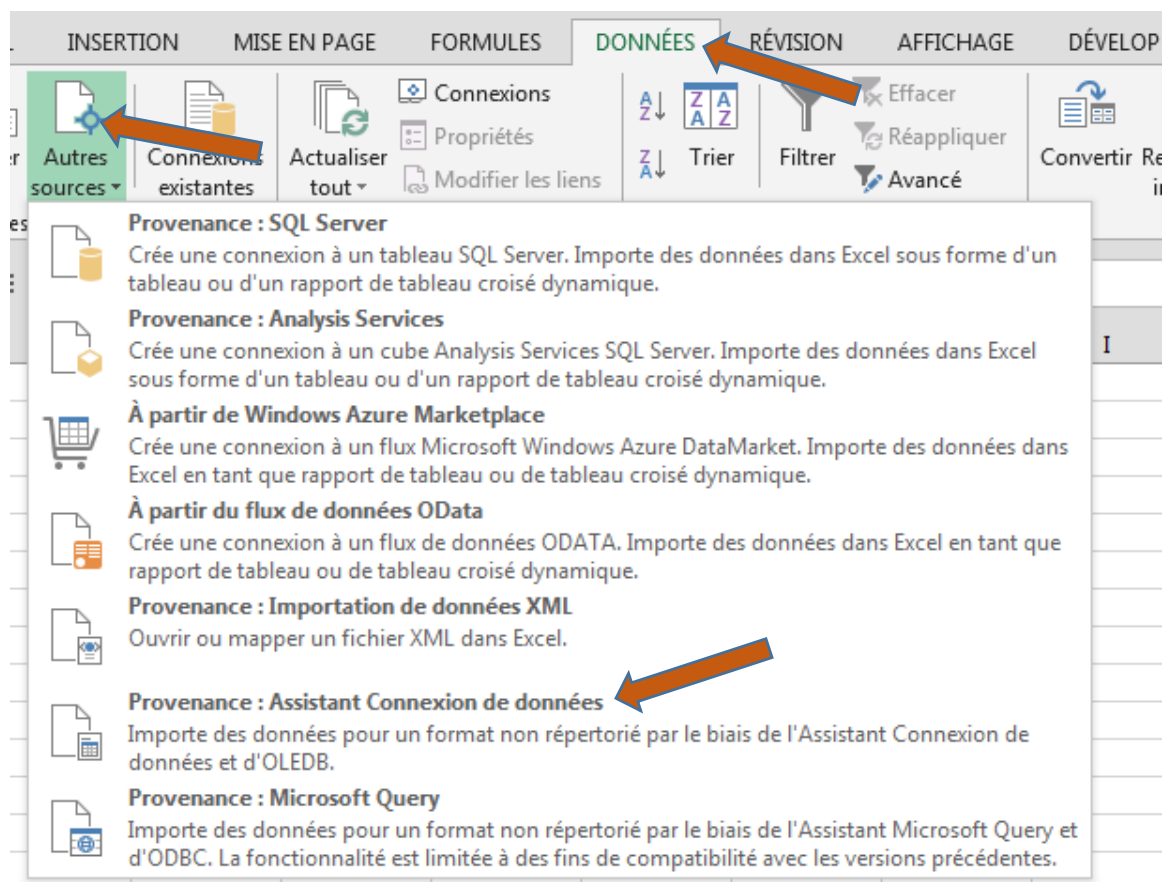 INSERTION MISE EN PAGE FORMULES DONNÉES RÉVISION AFFICHAGE DÉVELOP
Connexions Effacer
Propriétés Réappliquer
Autres Connexions Actualiser Trier Filtrer Convertir Re
sources existantes tout Modifier les liens Avancé
Provenance : SQL Server
Crée une connexion à un tableau SQL Server. Importe des données dans Excel sous forme d'un
tableau ou d'un rapport de tableau croisé dynamique.
Provenance : Analysis Services
Crée une connexion à un cube Analysis Services SQL Server. Importe des données dans Excel
sous forme d'un tableau ou d'un rapport de tableau croisé dynamique.
I
À partir de Windows Azure Marketplace
Crée une connexion à un flux Microsoft Windows Azure DataMarket. Importe des données dans
Excel en tant que rapport de tableau ou de tableau croisé dynamique.
À partir du flux de données OData
Crée une connexion à un flux de données ODATA. Importe des données dans Excel en tant que
rapport de tableau ou de tableau croisé dynamique.
Provenance : Importation de données XML
Ouvrir ou mapper un fichier XML dans Excel.
Provenance : Assistant Connexion de données
Importe des données pour un format non répertorié par le biais de l'Assistant Connexion de
données et d'OLEDB.
Provenance : Microsoft Query
Importe des données pour un format non répertorié par le biais de l'Assistant Microsoft Query et
d'ODBC. La fonctionnalité est limitée à des fins de compatibilité avec les versions précédentes.